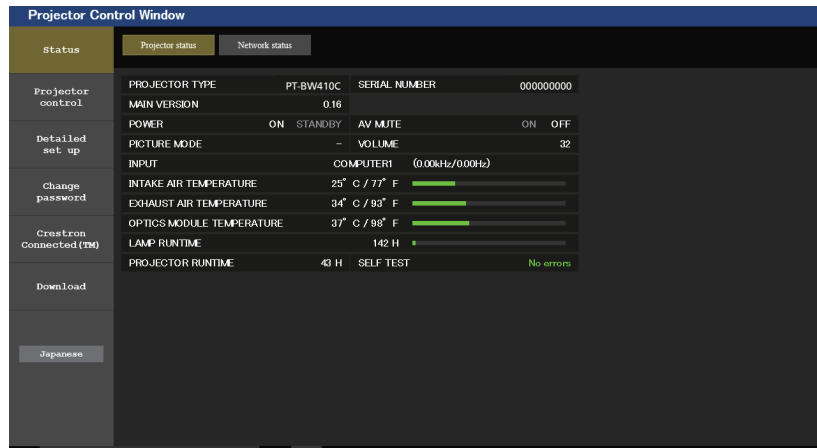 Projector Control Window
Status
Projector status
Network status
Projector
control
Detailed
set up
Change
password
Crestron
Connected(TM)
Download
Japanese
PROJECTOR TYPE PT-BW410C SERIAL NUMBER 000000000
MAIN VERSION 0.16
POWER ON STANDBY AV MUTE ON OFF
PICTURE MODE – VOLUME 32
INPUT COMPUTER1 (0.00kHz/0.00Hz)
INTAKE AIR TEMPERATURE 25° C / 77° F
EXHAUST AIR TEMPERATURE 34° C / 93° F
OPTICS MODULE TEMPERATURE 37° C / 98° F
LAMP RUNTIME 142 H
PROJECTOR RUNTIME 43 H SELF TEST No errors